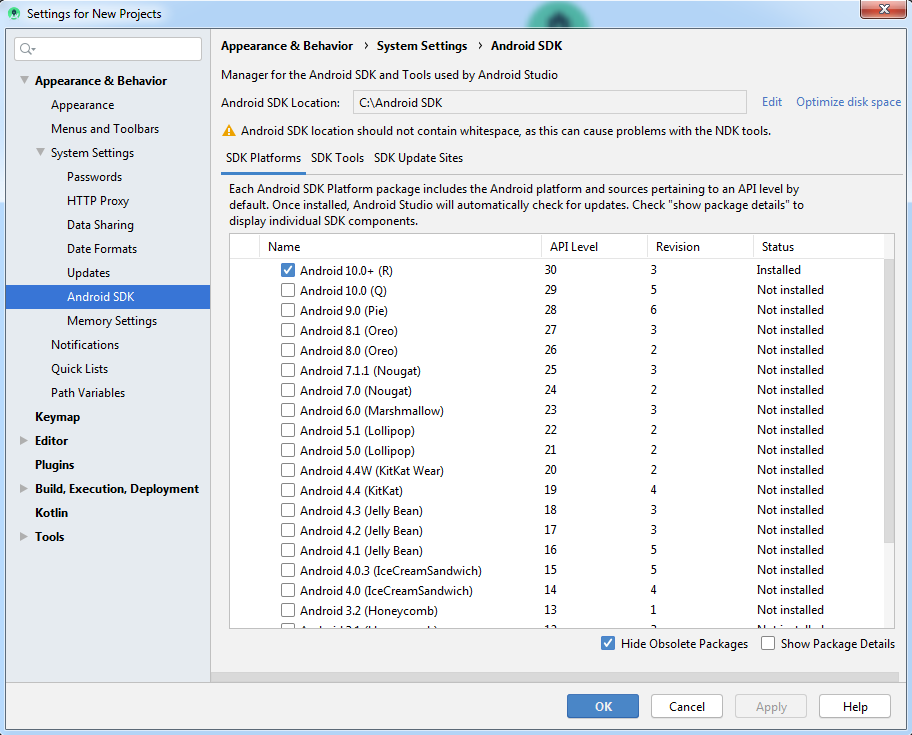 Settings for New Projects
Appearance & Behavior
Appearance
Menus and Toolbars
System Settings
Passwords
HTTP Proxy
Data Sharing
Date Formats
Updates
Android SDK
Memory Settings
Notifications
Quick Lists
Path Variables
Keymap
Editor
Plugins
Build, Execution, Deployment
Kotlin
Tools
Appearance & Behavior › System Settings › Android SDK
Manager for the Android SDK and Tools used by Android Studio
Android SDK Location: C:\Android SDK Edit Optimize disk space
Android SDK location should not contain whitespace, as this can cause problems with the NDK tools.
SDK Platforms SDK Tools SDK Update Sites
Each Android SDK Platform package includes the Android platform and sources pertaining to an API level by
default. Once installed, Android Studio will automatically check for updates. Check "show package details" to
display individual SDK components.
Name API Level Revision Status
Android 10.0+ (R) 30 3 Installed
Android 10.0 (Q) 29 5 Not installed
Android 9.0 (Pie) 28 6 Not installed
Android 8.1 (Oreo) 27 3 Not installed
Android 8.0 (Oreo) 26 2 Not installed
Android 7.1.1 (Nougat) 25 3 Not installed
Android 7.0 (Nougat) 24 2 Not installed
Android 6.0 (Marshmallow) 23 3 Not installed
Android 5.1 (Lollipop) 22 2 Not installed
Android 5.0 (Lollipop) 21 2 Not installed
Android 4.4W (KitKat Wear) 20 2 Not installed
Android 4.4 (KitKat) 19 4 Not installed
Android 4.3 (Jelly Bean) 18 3 Not installed
Android 4.2 (Jelly Bean) 17 3 Not installed
Android 4.1 (Jelly Bean) 16 5 Not installed
Android 4.0.3 (IceCreamSandwich) 15 5 Not installed
Android 4.0 (IceCreamSandwich) 14 4 Not installed
Android 3.2 (Honeycomb) 13 1 Not installed
Hide Obsolete Packages Show Package Details
OK Cancel Apply Help